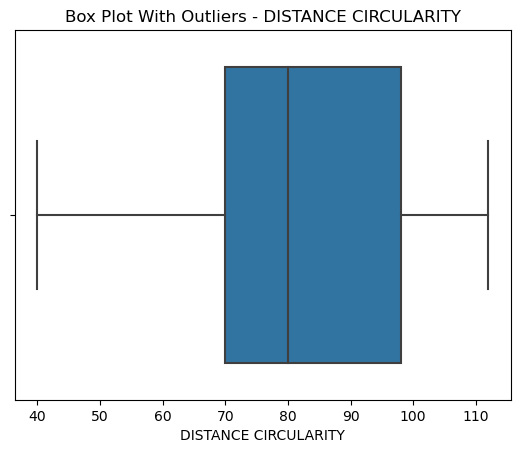 Box Plot With Outliers - DISTANCE CIRCULARITY
40 50 60 70 80 90 100 110
DISTANCE CIRCULARITY